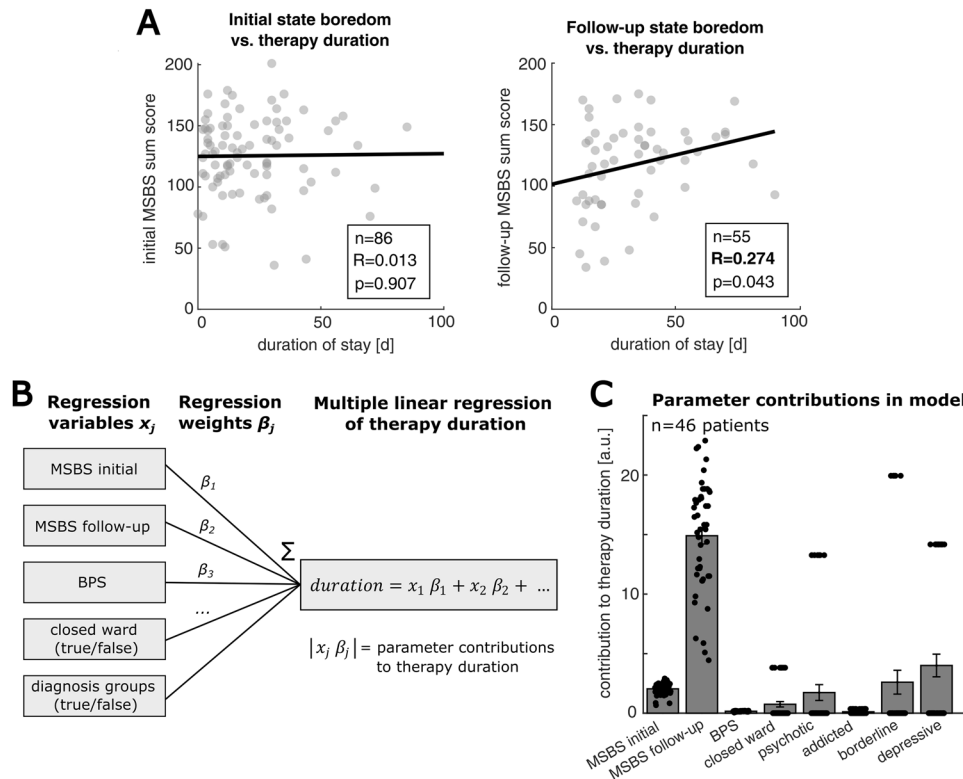 A
Initial state boredom
vs. therapy duration
200
150
100
50
0
initial MSBS sum score
n=86
R=0.013
p=0.907
0
50
100
duration of stay [d]
Follow-up state boredom
vs. therapy duration
200
150
100
50
0
follow-up MSBS sum score
n=55
R=0.274
p=0.043
0
50
100
duration of stay [d]
B
Regression
variables xj
Regression
weights βj
Multiple linear regression
of therapy duration
MSBS initial
MSBS follow-up
BPS
closed ward
(true/false)
diagnosis groups
(true/false)
β1
β2
β3
...
Σ
duration = x1 β1 + x2 β2 + ...
|xj βj| = parameter contributions
to therapy duration
C
Parameter contributions in model
n=46 patients
contribution to therapy duration [a.u.]
20
10
0
MSBS initial
MSBS follow-up
BPS
closed ward
psychotic
addicted
borderline
depressive